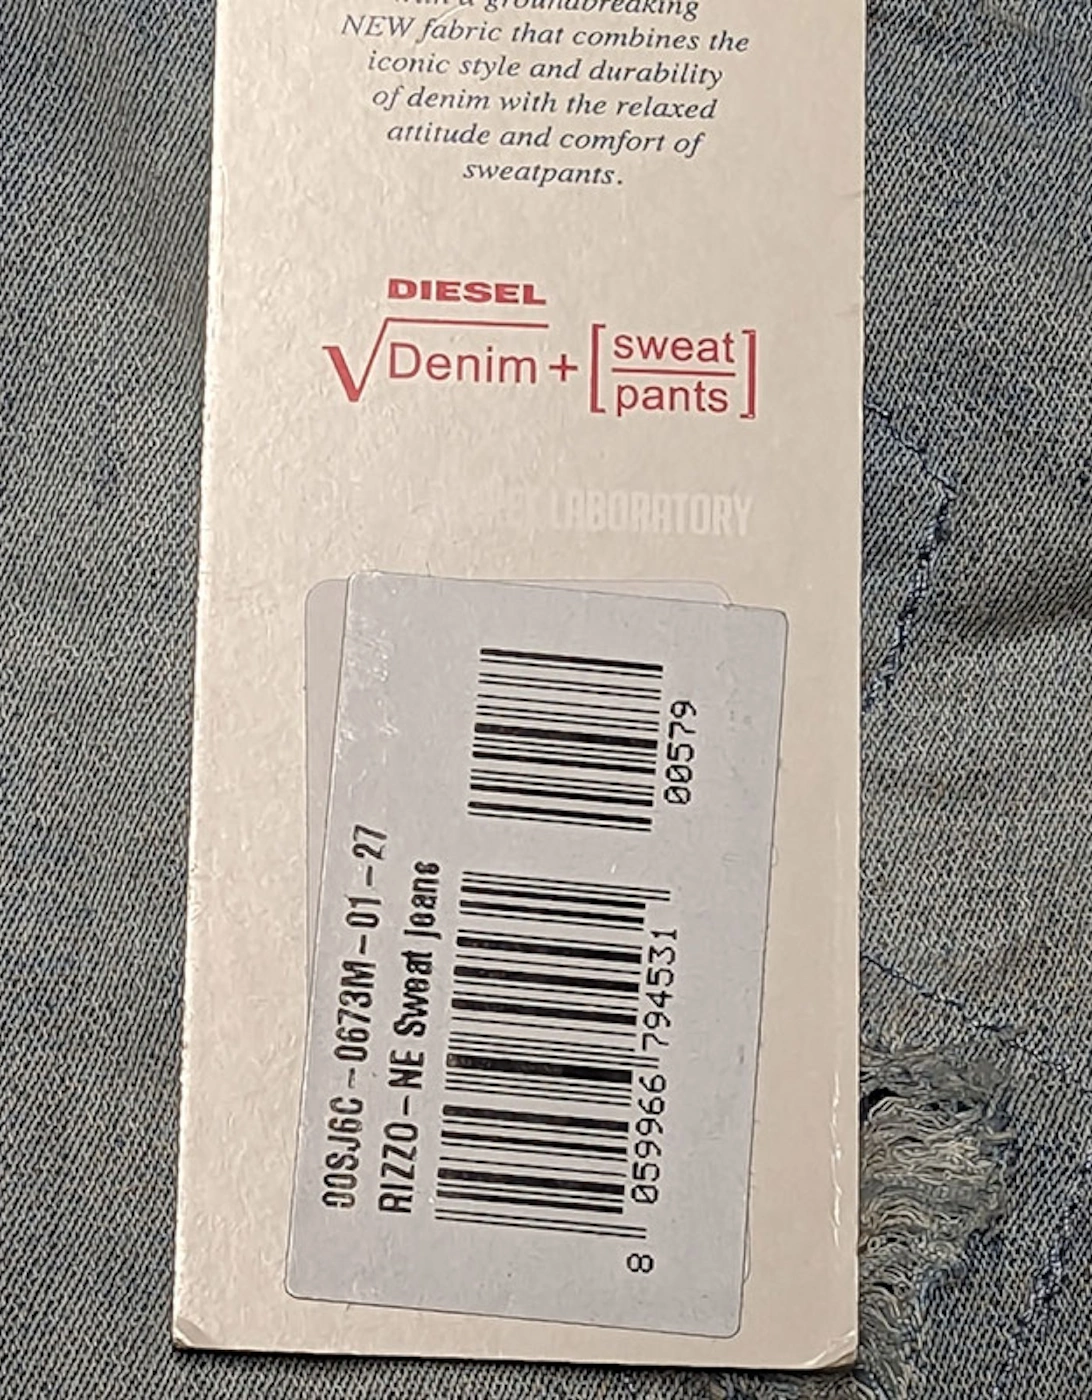 groundbreaking
NEW fabric that combines the
iconic style and durability
of denim with the relaxed
attitude and comfort of
sweatpants.
DIESEL
√Denim + [sweat
pants]
LABORATORY
00SJ6C-0673M-01-27
RIZZO-NE Sweat jeans
8 059966 794531
00579